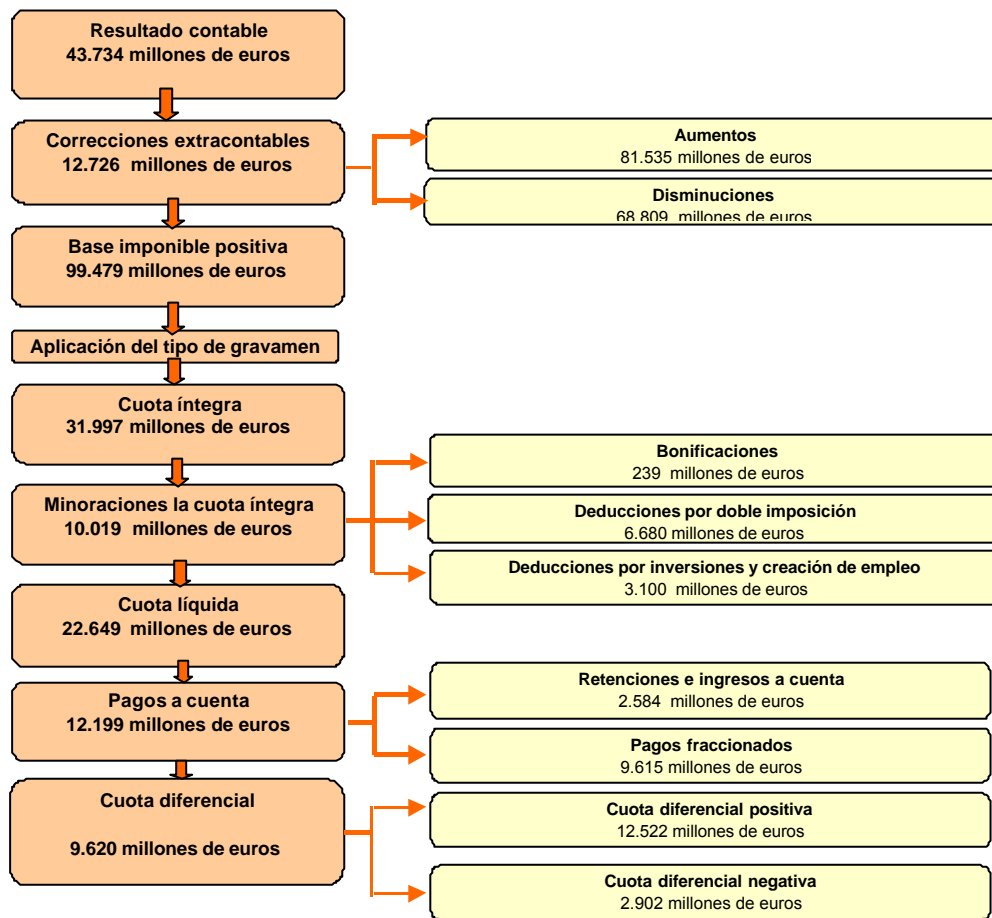 Resultado contable
43.734 millones de euros
Correcciones extracontables
12.726 millones de euros
Aumentos
81.535 millones de euros
Disminuciones
68.809 millones de euros
Base imponible positiva
99.479 millones de euros
Aplicación del tipo de gravamen
Cuota íntegra
31.997 millones de euros
Minoraciones la cuota íntegra
10.019 millones de euros
Bonificaciones
239 millones de euros
Deducciones por doble imposición
6.680 millones de euros
Deducciones por inversiones y creación de empleo
3.100 millones de euros
Cuota líquida
22.649 millones de euros
Pagos a cuenta
12.199 millones de euros
Retenciones e ingresos a cuenta
2.584 millones de euros
Pagos fraccionados
9.615 millones de euros
Cuota diferencial
9.620 millones de euros
Cuota diferencial positiva
12.522 millones de euros
Cuota diferencial negativa
2.902 millones de euros